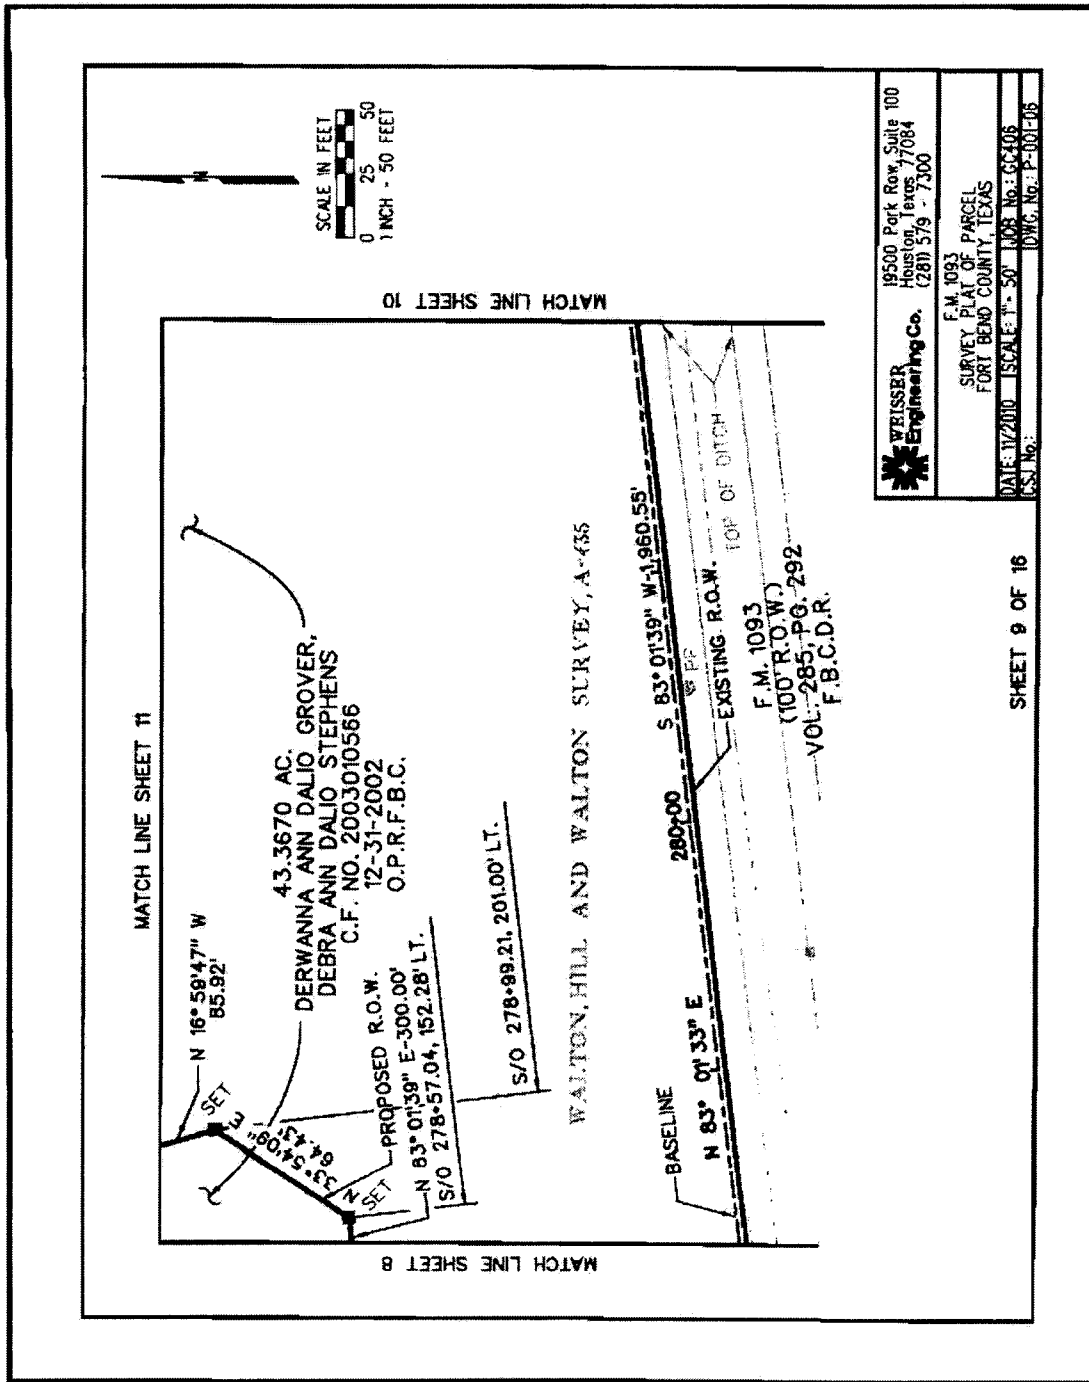 MATCH LINE SHEET 11
SCALE IN FEET
0 25 50
1 INCH = 50 FEET
N
N 16° 59'47" W
85.92'
SET
43.3670 AC.
DERWANNA ANN DALIO GROVER,
DEBRA ANN DALIO STEPHENS
C.F. NO. 2003010566
12-31-2002
O.P.R.F.B.C.
N 33° 54'09" E
64.43'
SET
PROPOSED R.O.W.
N 83° 01'39" E-300.00'
S/O 278+57.04, 152.28' LT.
S/O 278+99.21, 201.00' LT.
MATCH LINE SHEET 8
MATCH LINE SHEET 10
WALTON, HILL AND WALTON SURVEY, A-435
BASELINE
N 83° 01' 33" E
280+00
S 83° 01'39" W-1,960.55'
PP
EXISTING R.O.W.
TOP OF DITCH
F.M. 1093
(100' R.O.W.)
VOL. 285, PG. 292
F.B.C.D.R.
WEISSER
Engineering Co.
19500 Park Row, Suite 100
Houston, Texas 77084
(281) 579 - 7300
F.M. 1093
SURVEY PLAT OF PARCEL
FORT BEND COUNTY, TEXAS
DATE: 11/2010 SCALE: 1"= 50' JOB No.: GC406
CSJ No.: DWG. No.: P-001-06
SHEET 9 OF 16